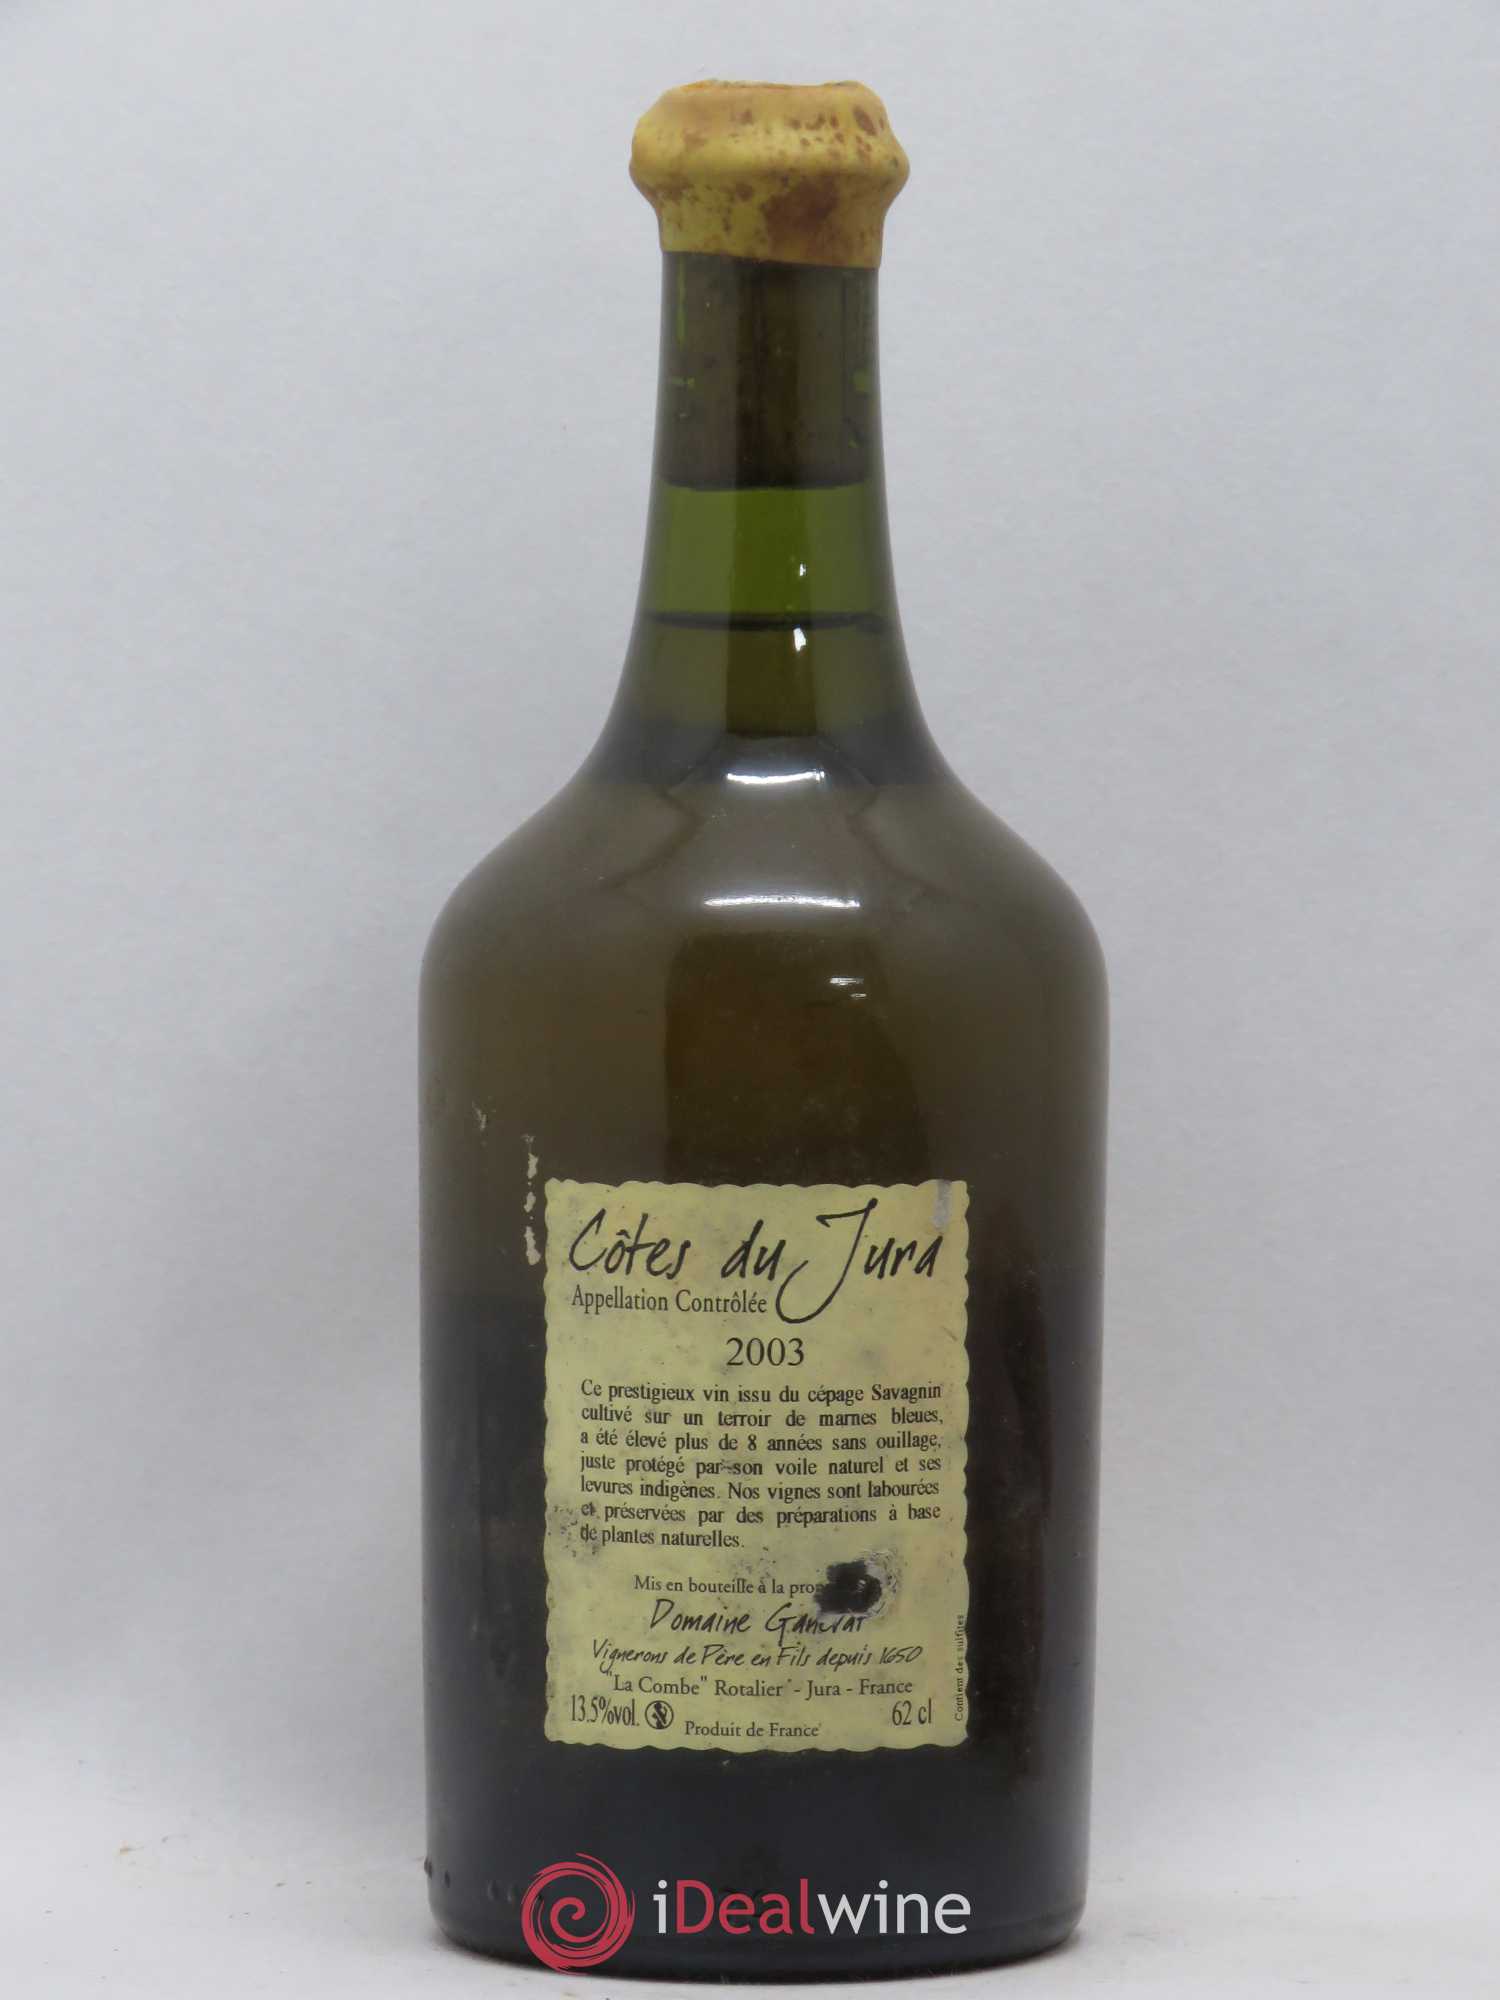 Côtes du Jura
Appellation Contrôlée
2003
Ce prestigieux vin issu du cépage Savagnin
cultivé sur un terroir de marnes bleues,
a été élevé plus de 8 années sans ouillage,
juste protégé par son voile naturel et ses
levures indigènes. Nos vignes sont labourées
et préservées par des préparations à base
de plantes naturelles.
Mis en bouteille à la
Domaine Ganevat
Vignerons de Père en Fils depuis 1650
"La Combe" Rotalier - Jura - France
13.5%vol.
62 cl
Produit de France
Contient des sulfites
iDealwine